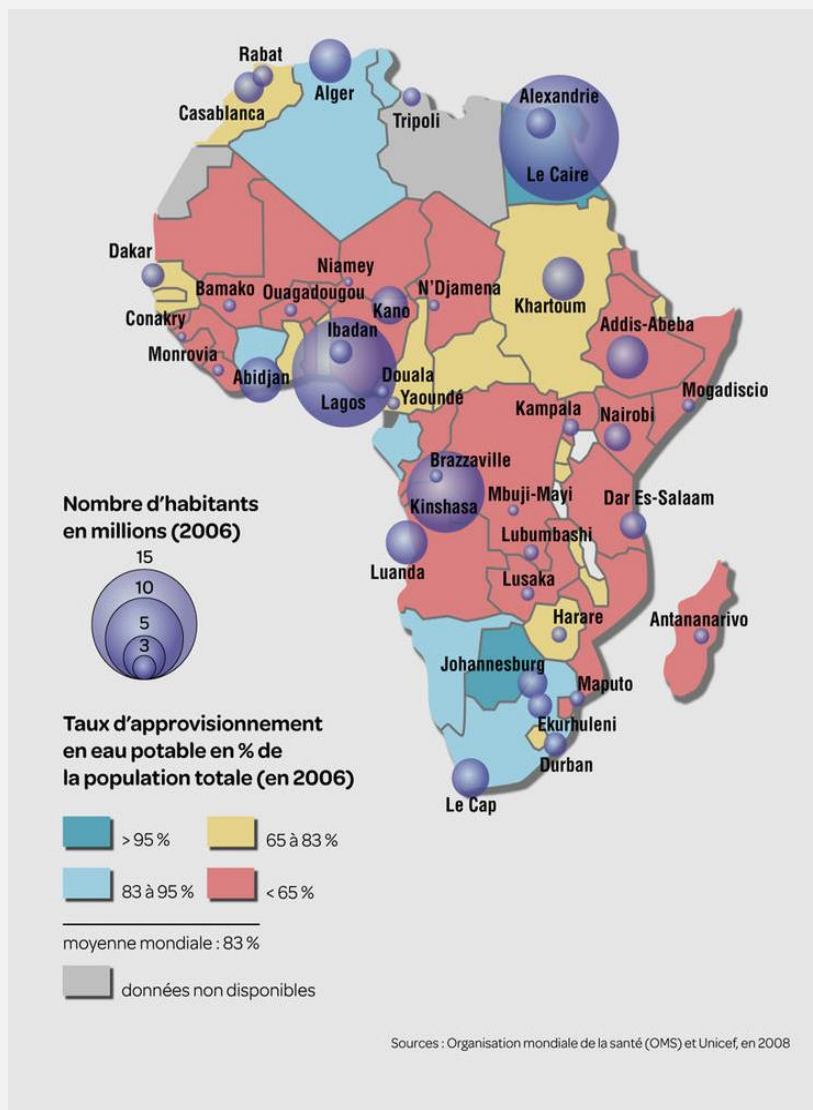 Rabat
Alger
Casablanca
Tripoli
Alexandrie
Le Caire
Dakar
Bamako
Niamey
Ouagadougou
N'Djamena
Kano
Khartoum
Conakry
Ibadan
Addis-Abeba
Monrovia
Abidjan
Lagos
Douala
Yaoundé
Mogadiscio
Kampala
Nairobi
Brazzaville
Kinshasa
Mbuji-Mayi
Dar Es-Salaam
Luanda
Lubumbashi
Lusaka
Harare
Antananarivo
Johannesburg
Maputo
Ekurhuleni
Durban
Le Cap
Nombre d'habitants
en millions (2006)
15
10
5
3
Taux d'approvisionnement
en eau potable en % de
la population totale (en 2006)
> 95 %
65 à 83 %
83 à 95 %
< 65 %
moyenne mondiale : 83 %
données non disponibles
Sources : Organisation mondiale de la santé (OMS) et Unicef, en 2008